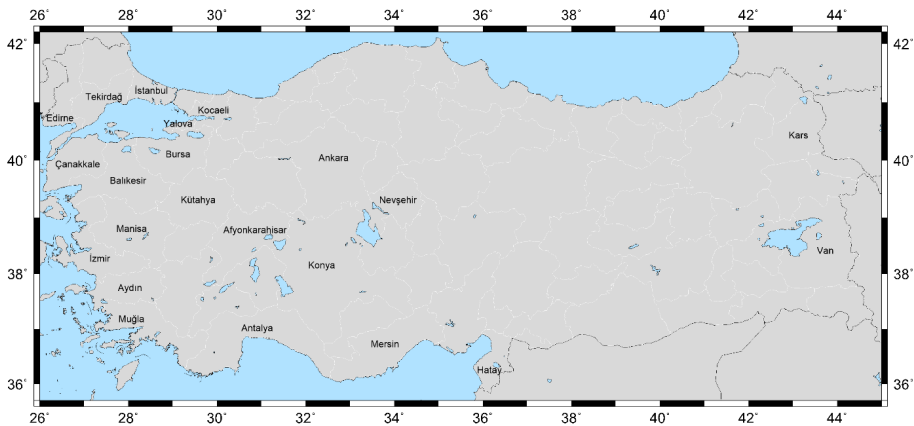 26° 28° 30° 32° 34° 36° 38° 40° 42° 44°
42° 42°
İstanbul
Tekirdağ
Kocaeli
Edirne
Yalova
Kars
Bursa
Ankara
40° 40°
Çanakkale
Balıkesir
Kütahya
Nevşehir
Manisa
Afyonkarahisar
Van
İzmir
Konya
38° 38°
Aydın
Muğla
Antalya
Mersin
Hatay
36° 36°
26° 28° 30° 32° 34° 36° 38° 40° 42° 44°